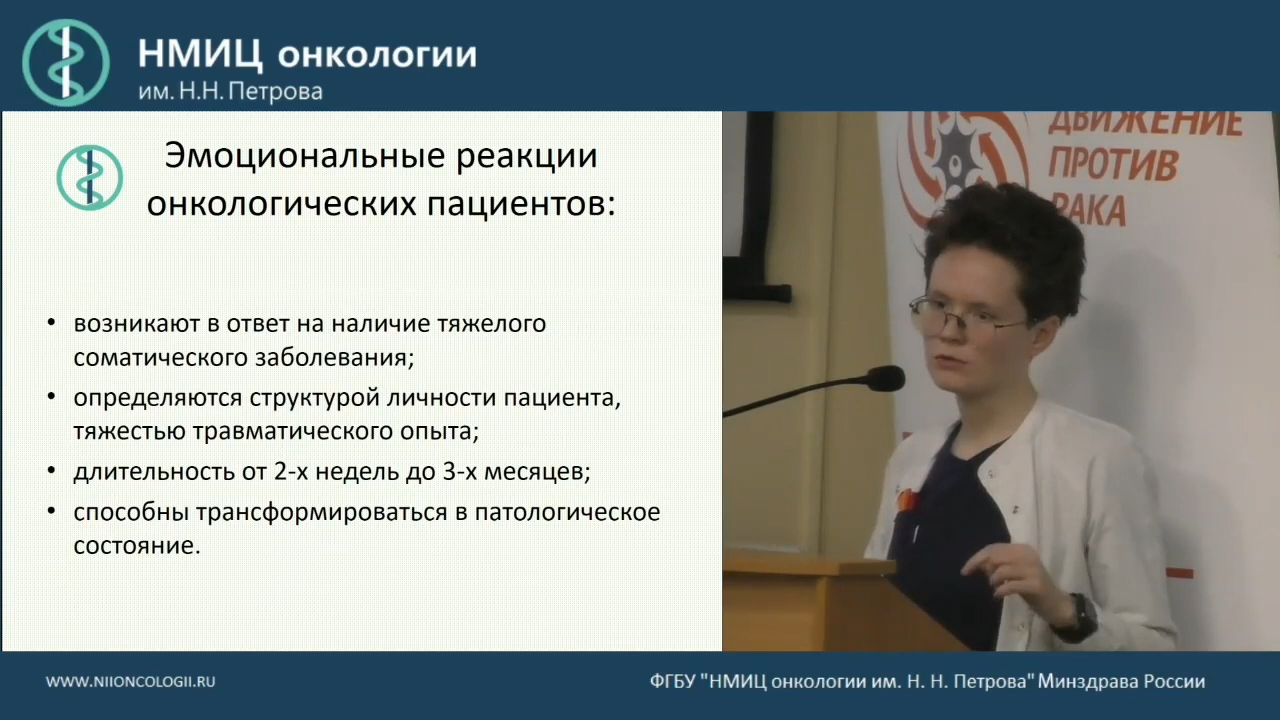 НМИЦ онкологии
им. Н.Н. Петрова
Эмоциональные реакции
онкологических пациентов:
• возникают в ответ на наличие тяжелого
соматического заболевания;
• определяются структурой личности пациента,
тяжестью травматического опыта;
• длительность от 2-х недель до 3-х месяцев;
• способны трансформироваться в патологическое
состояние.
ДВИЖЕНИЕ
ПРОТИВ
РАКА
WWW.NIIONCOLOGII.RU
ФГБУ "НМИЦ онкологии им. Н. Н. Петрова" Минздрава России